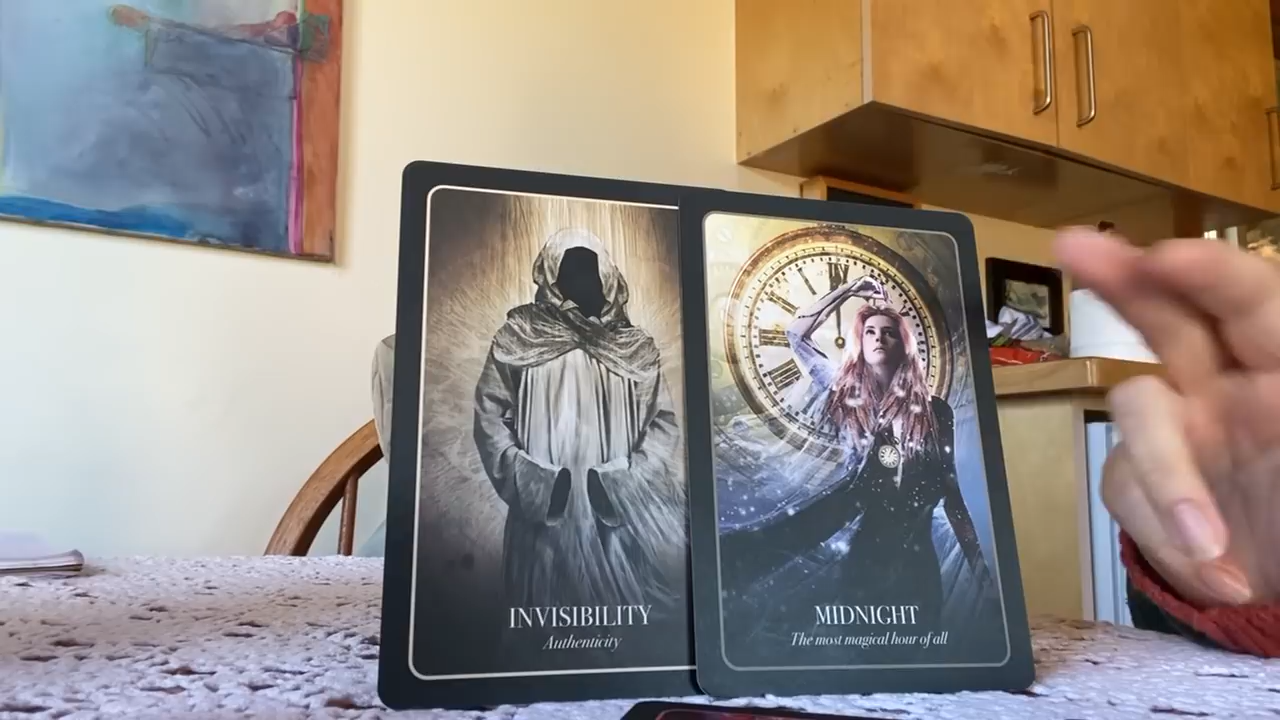 INVISIBILITY
Authenticity
MIDNIGHT
The most magical hour of all